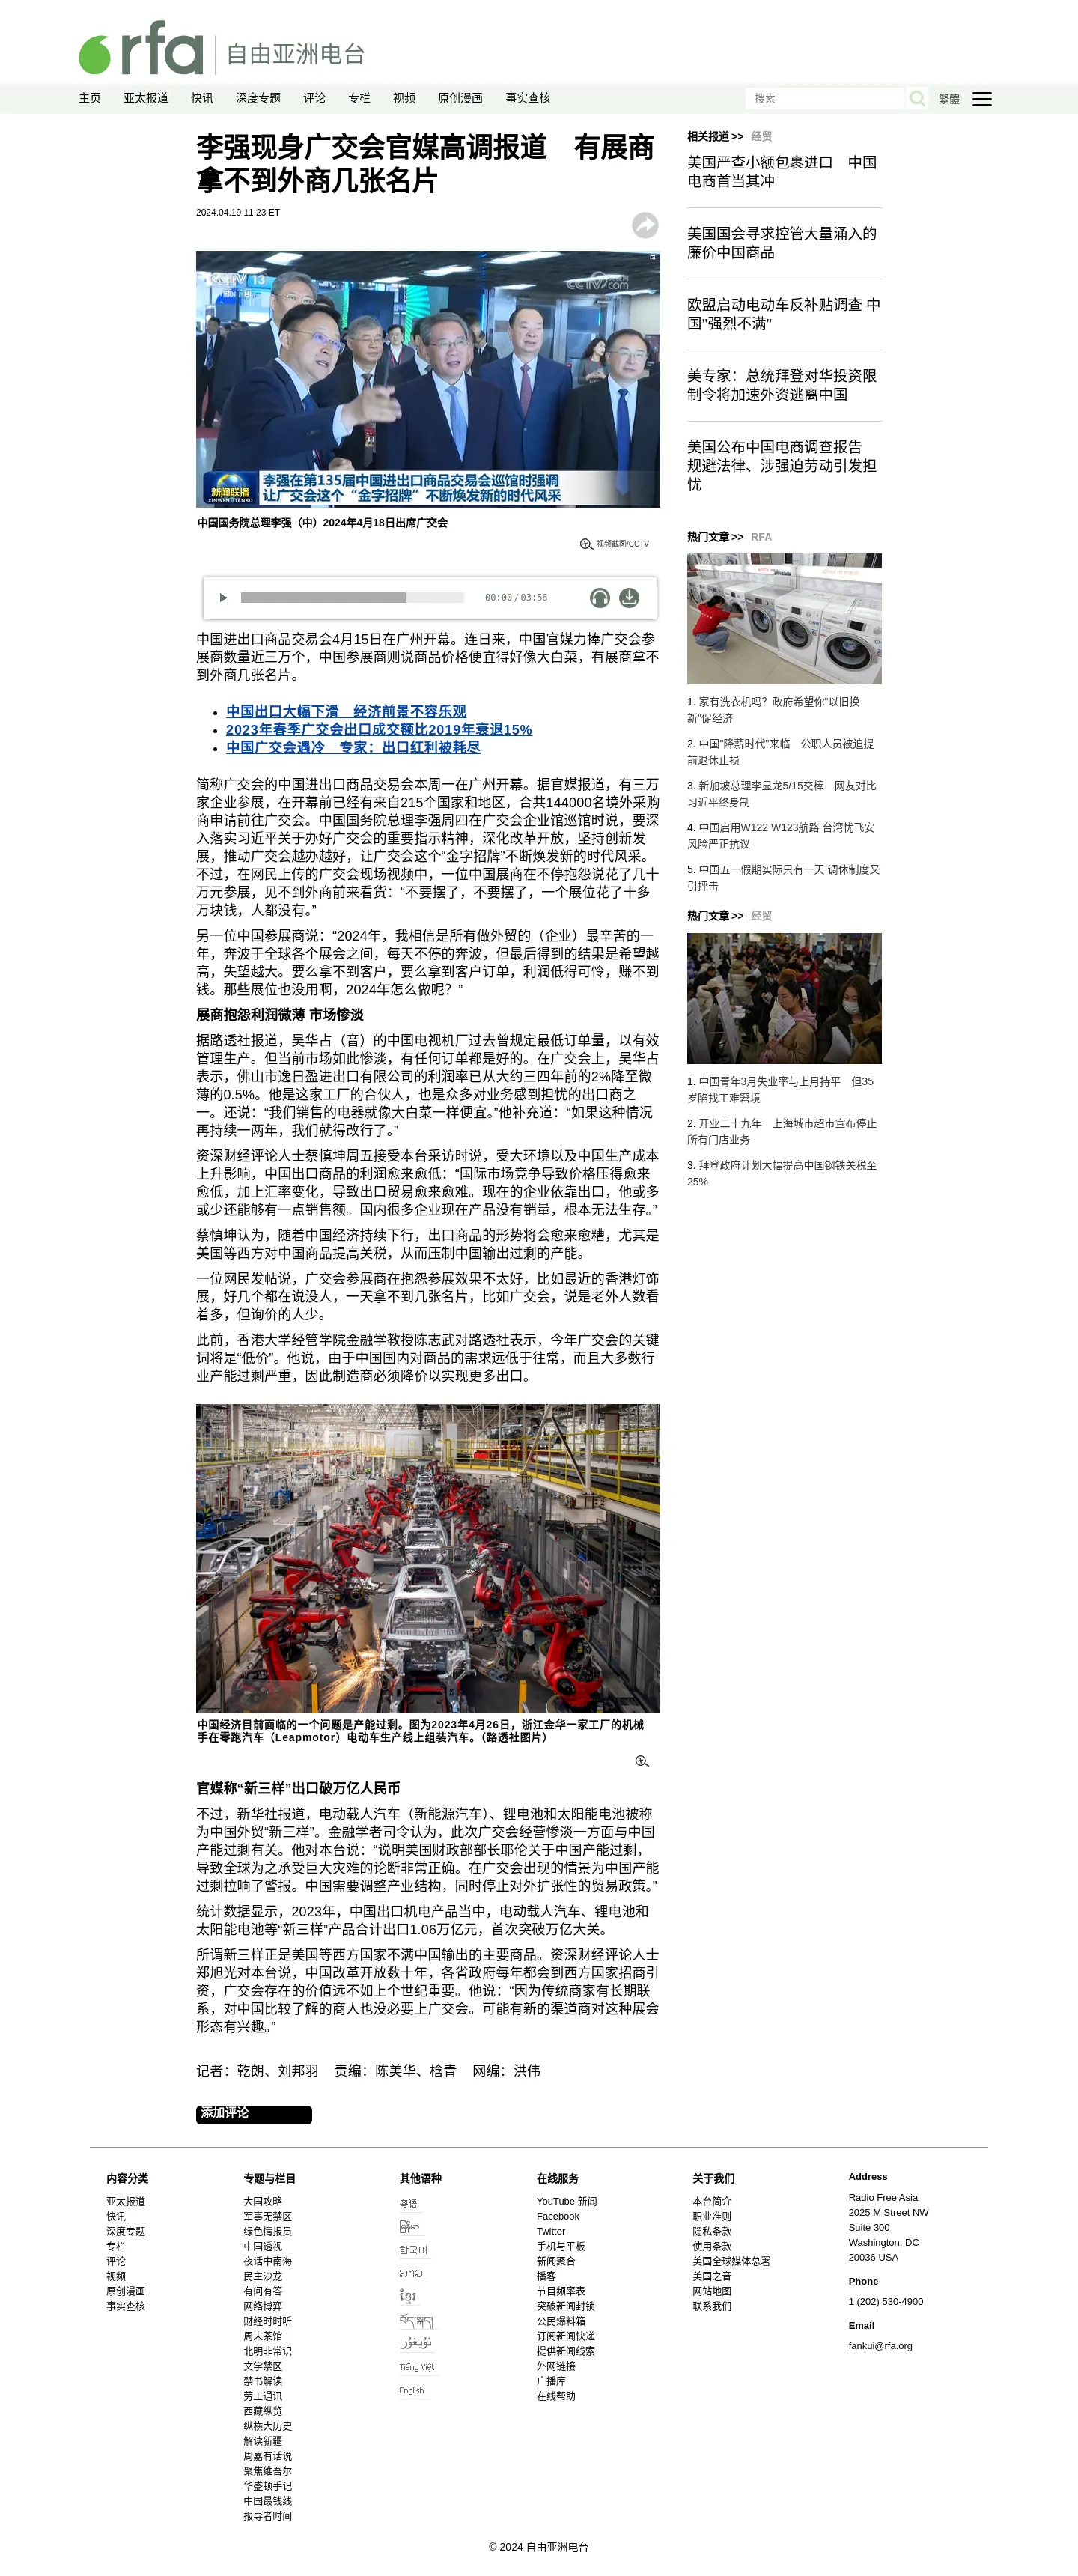 rfa 自由亚洲电台
主页 亚太报道 快讯 深度专题 评论 专栏 视频 原创漫画 事实查核 搜索 繁體
李强现身广交会官媒高调报道　有展商
拿不到外商几张名片
2024.04.19 11:23 ET
CCTV 13
李强在第135届中国进出口商品交易会巡馆时强调
让广交会这个“金字招牌”不断焕发新的时代风采
新闻联播
XINWEN LIANBO
中国国务院总理李强（中）2024年4月18日出席广交会
视频截图/CCTV
00:00 / 03:56
中国进出口商品交易会4月15日在广州开幕。连日来，中国官媒力捧广交会参
展商数量近三万个，中国参展商则说商品价格便宜得好像大白菜，有展商拿不
到外商几张名片。
中国出口大幅下滑　经济前景不容乐观
2023年春季广交会出口成交额比2019年衰退15%
中国广交会遇冷　专家：出口红利被耗尽
简称广交会的中国进出口商品交易会本周一在广州开幕。据官媒报道，有三万
家企业参展，在开幕前已经有来自215个国家和地区，合共144000名境外采购
商申请前往广交会。中国国务院总理李强周四在广交会企业馆巡馆时说，要深
入落实习近平关于办好广交会的重要指示精神，深化改革开放，坚持创新发
展，推动广交会越办越好，让广交会这个“金字招牌”不断焕发新的时代风采。
不过，在网民上传的广交会现场视频中，一位中国展商在不停抱怨说花了几十
万元参展，见不到外商前来看货：“不要摆了，不要摆了，一个展位花了十多
万块钱，人都没有。”
另一位中国参展商说：“2024年，我相信是所有做外贸的（企业）最辛苦的一
年，奔波于全球各个展会之间，每天不停的奔波，但最后得到的结果是希望越
高，失望越大。要么拿不到客户，要么拿到客户订单，利润低得可怜，赚不到
钱。那些展位也没用啊，2024年怎么做呢？”
展商抱怨利润微薄 市场惨淡
据路透社报道，吴华占（音）的中国电视机厂过去曾规定最低订单量，以有效
管理生产。但当前市场如此惨淡，有任何订单都是好的。在广交会上，吴华占
表示，佛山市逸日盈进出口有限公司的利润率已从大约三四年前的2%降至微
薄的0.5%。他是这家工厂的合伙人，也是众多对业务感到担忧的出口商之
一。还说：“我们销售的电器就像大白菜一样便宜。”他补充道：“如果这种情况
再持续一两年，我们就得改行了。”
资深财经评论人士蔡慎坤周五接受本台采访时说，受大环境以及中国生产成本
上升影响，中国出口商品的利润愈来愈低：“国际市场竞争导致价格压得愈来
愈低，加上汇率变化，导致出口贸易愈来愈难。现在的企业依靠出口，他或多
或少还能够有一点销售额。国内很多企业现在产品没有销量，根本无法生存。”
蔡慎坤认为，随着中国经济持续下行，出口商品的形势将会愈来愈糟，尤其是
美国等西方对中国商品提高关税，从而压制中国输出过剩的产能。
一位网民发帖说，广交会参展商在抱怨参展效果不太好，比如最近的香港灯饰
展，好几个都在说没人，一天拿不到几张名片，比如广交会，说是老外人数看
着多，但询价的人少。
此前，香港大学经管学院金融学教授陈志武对路透社表示，今年广交会的关键
词将是“低价”。他说，由于中国国内对商品的需求远低于往常，而且大多数行
业产能过剩严重，因此制造商必须降价以实现更多出口。
中国经济目前面临的一个问题是产能过剩。图为2023年4月26日，浙江金华一家工厂的机械
手在零跑汽车（Leapmotor）电动车生产线上组装汽车。（路透社图片）
官媒称“新三样”出口破万亿人民币
不过，新华社报道，电动载人汽车（新能源汽车）、锂电池和太阳能电池被称
为中国外贸“新三样”。金融学者司令认为，此次广交会经营惨淡一方面与中国
产能过剩有关。他对本台说：“说明美国财政部部长耶伦关于中国产能过剩，
导致全球为之承受巨大灾难的论断非常正确。在广交会出现的情景为中国产能
过剩拉响了警报。中国需要调整产业结构，同时停止对外扩张性的贸易政策。”
统计数据显示，2023年，中国出口机电产品当中，电动载人汽车、锂电池和
太阳能电池等“新三样”产品合计出口1.06万亿元，首次突破万亿大关。
所谓新三样正是美国等西方国家不满中国输出的主要商品。资深财经评论人士
郑旭光对本台说，中国改革开放数十年，各省政府每年都会到西方国家招商引
资，广交会存在的价值远不如上个世纪重要。他说：“因为传统商家有长期联
系，对中国比较了解的商人也没必要上广交会。可能有新的渠道商对这种展会
形态有兴趣。”
记者：乾朗、刘邦羽　责编：陈美华、梒青　网编：洪伟
添加评论
相关报道 >> 经贸
美国严查小额包裹进口　中国
电商首当其冲
美国国会寻求控管大量涌入的
廉价中国商品
欧盟启动电动车反补贴调查 中
国"强烈不满"
美专家：总统拜登对华投资限
制令将加速外资逃离中国
美国公布中国电商调查报告
规避法律、涉强迫劳动引发担
忧
热门文章 >> RFA
1. 家有洗衣机吗？政府希望你"以旧换
新"促经济
2. 中国"降薪时代"来临　公职人员被迫提
前退休止损
3. 新加坡总理李显龙5/15交棒　网友对比
习近平终身制
4. 中国启用W122 W123航路 台湾忧飞安
风险严正抗议
5. 中国五一假期实际只有一天 调休制度又
引抨击
热门文章 >> 经贸
1. 中国青年3月失业率与上月持平　但35
岁陷找工难窘境
2. 开业二十九年　上海城市超市宣布停止
所有门店业务
3. 拜登政府计划大幅提高中国钢铁关税至
25%
内容分类
亚太报道
快讯
深度专题
专栏
评论
视频
原创漫画
事实查核
专题与栏目
大国攻略
军事无禁区
绿色情报员
中国透视
夜话中南海
民主沙龙
有问有答
网络博弈
财经时时听
周末茶馆
北明非常识
文学禁区
禁书解读
劳工通讯
西藏纵览
纵横大历史
解读新疆
周嘉有话说
聚焦维吾尔
华盛顿手记
中国最钱线
报导者时间
其他语种
粤语
မြန်မာ
한국어
ລາວ
ខ្មែរ
བོད་སྐད།
ئۇيغۇر
Tiếng Việt
English
在线服务
YouTube 新闻
Facebook
Twitter
手机与平板
新闻聚合
播客
节目频率表
突破新闻封锁
公民爆料箱
订阅新闻快递
提供新闻线索
外网链接
广播库
在线帮助
关于我们
本台简介
职业准则
隐私条款
使用条款
美国全球媒体总署
美国之音
网站地图
联系我们
Address
Radio Free Asia
2025 M Street NW
Suite 300
Washington, DC
20036 USA
Phone
1 (202) 530-4900
Email
fankui@rfa.org
© 2024 自由亚洲电台